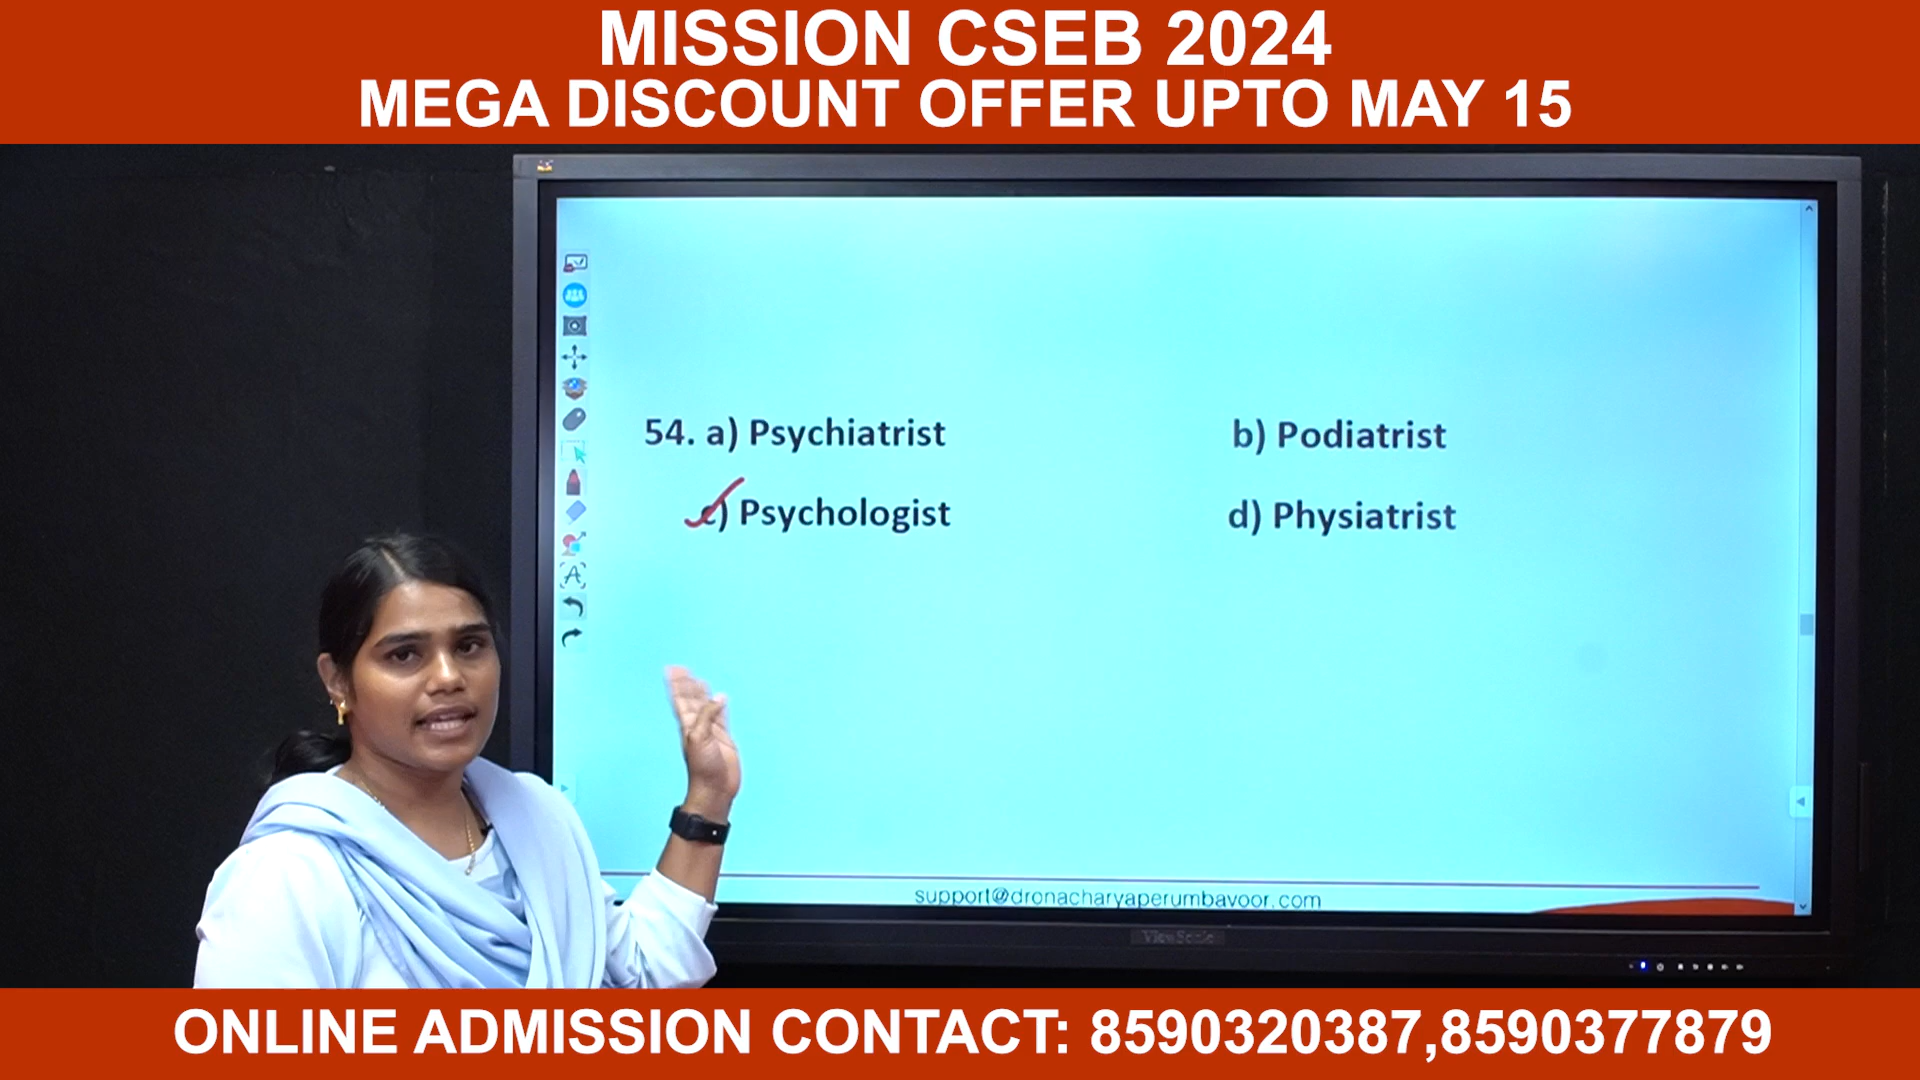 MISSION CSEB 2024
MEGA DISCOUNT OFFER UPTO MAY 15
54. a) Psychiatrist b) Podiatrist
c) Psychologist d) Physiatrist
support@dronacharyaperumbavoor.com
ViewSonic
ONLINE ADMISSION CONTACT: 8590320387,8590377879